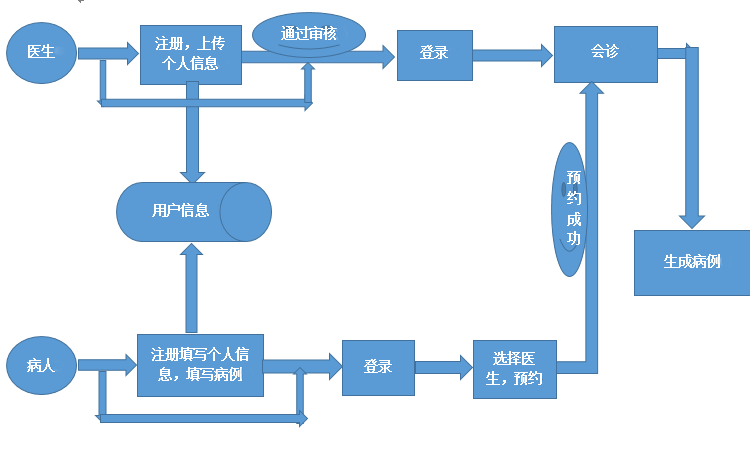 医生
注册，上传
个人信息
通过审核
登录
会诊
用户信息
预
约
成
功
生成病例
病人
注册填写个人信
息，填写病例
登录
选择医
生，预约